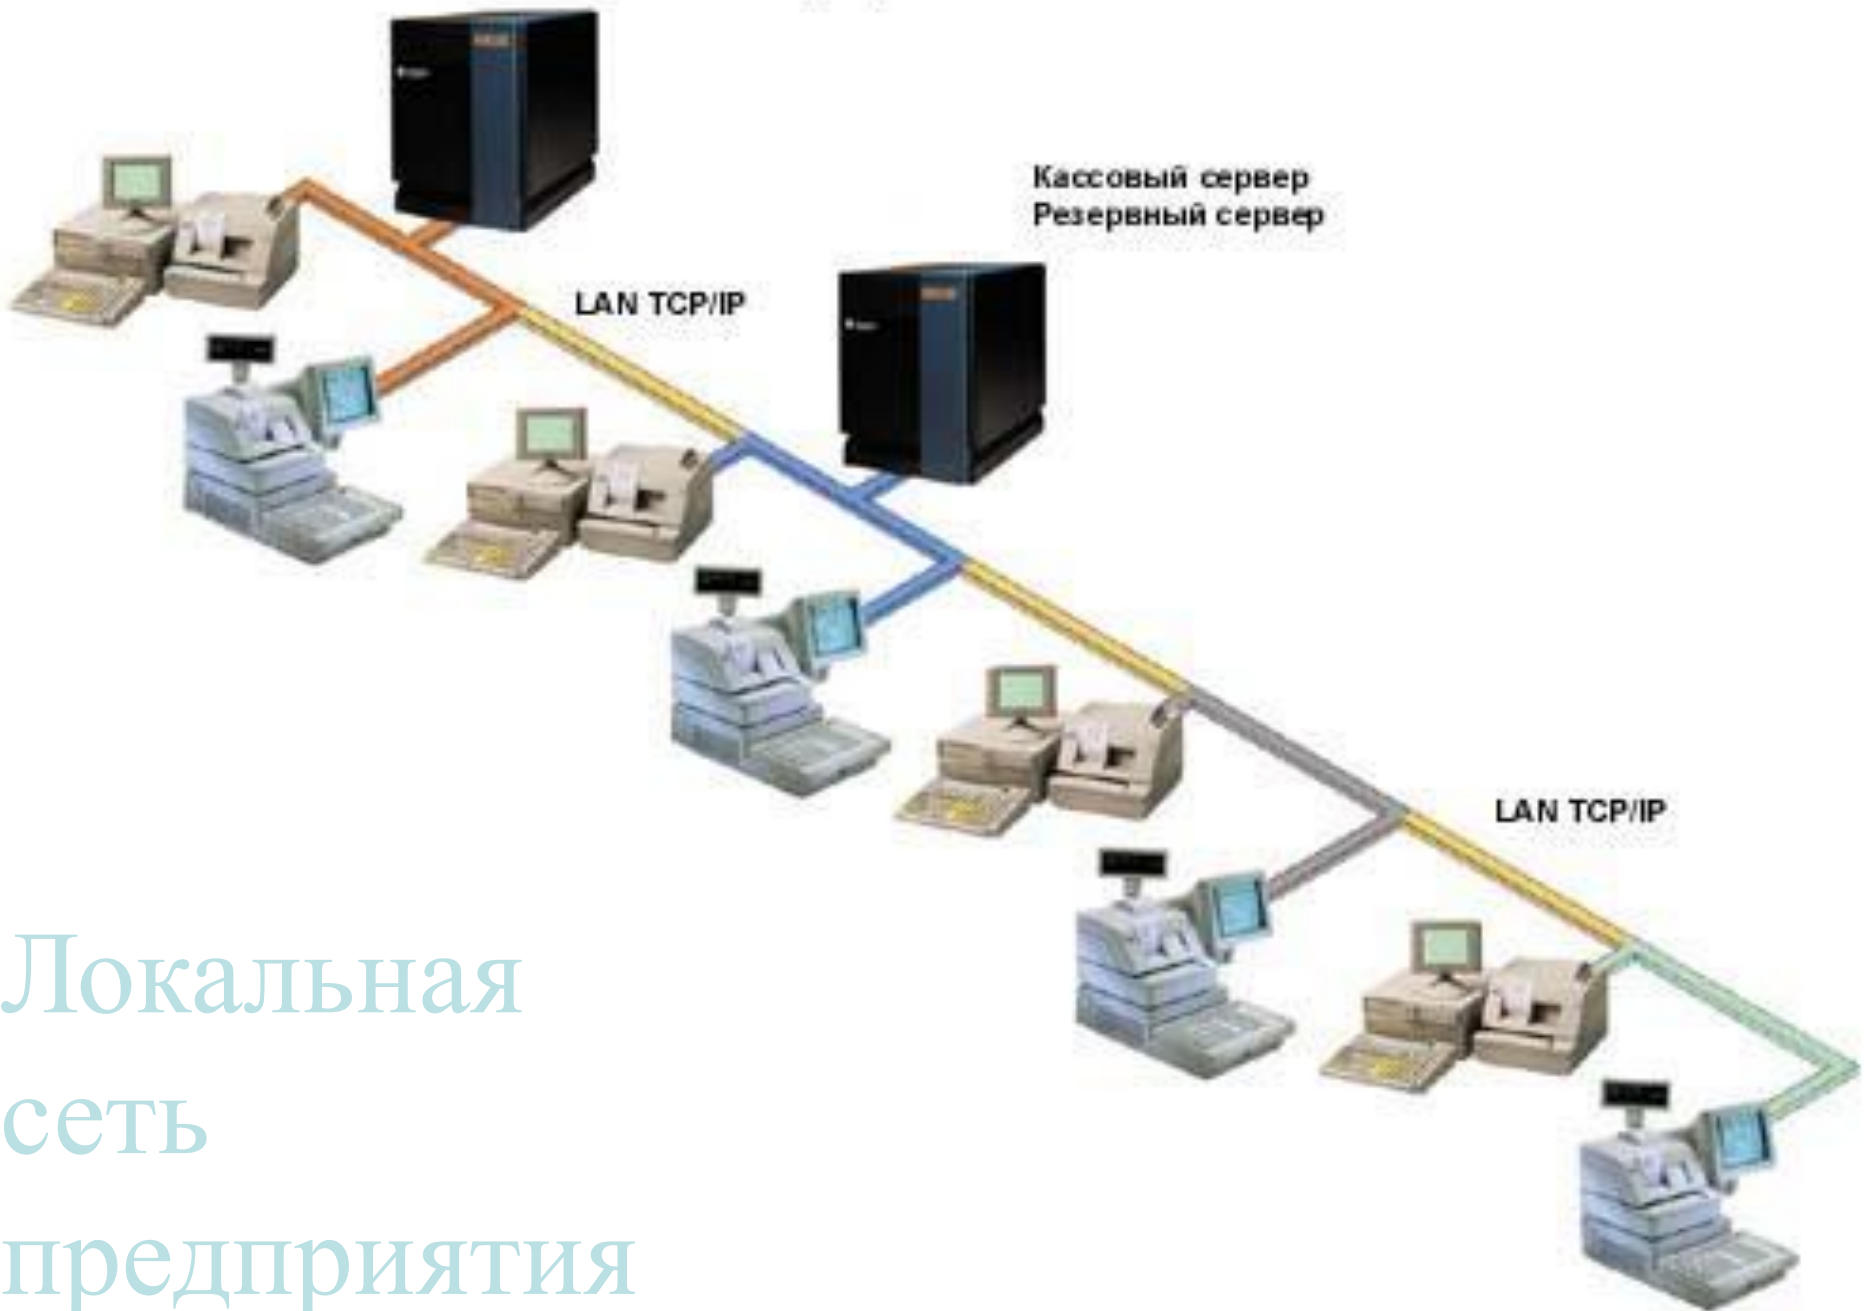 Кассовый сервер
Резервный сервер
LAN TCP/IP
LAN TCP/IP
Локальная
сеть
предприятия